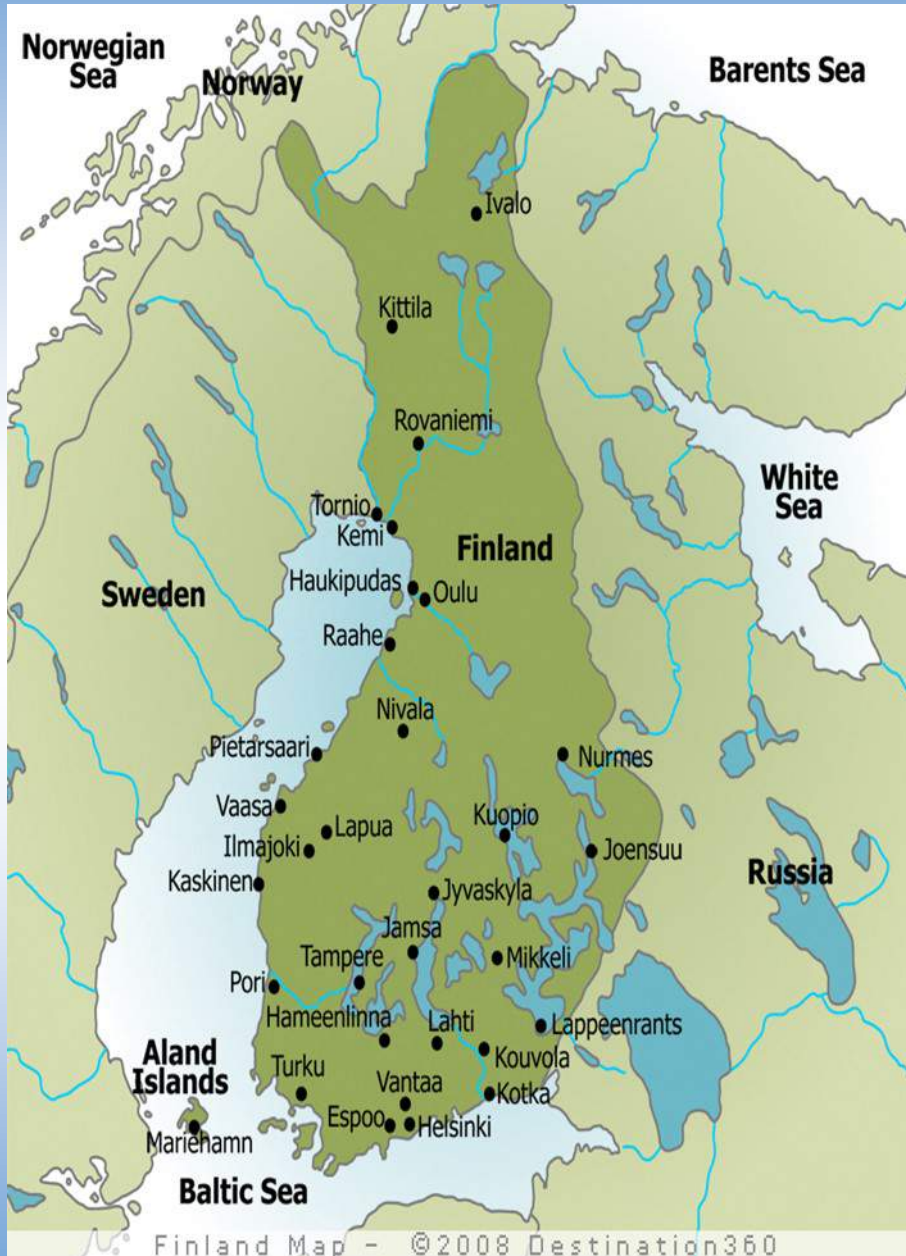 Norwegian
Sea
Norway
Barents Sea
Ivalo
Kittila
Rovaniemi
White
Sea
Tornio
Kemi
Finland
Haukipudas
Oulu
Sweden
Raahe
Nivala
Pietarsaari
Nurmes
Vaasa
Lapua
Kuopio
Ilmajoki
Joensuu
Russia
Kaskinen
Jyvaskyla
Jamsa
Tampere
Mikkeli
Pori
Hameenlinna
Lahti
Lappeenrants
Kouvola
Aland
Islands
Turku
Vantaa
Kotka
Espoo
Helsinki
Mariehamn
Baltic Sea
Finland Map - ©2008 Destination360